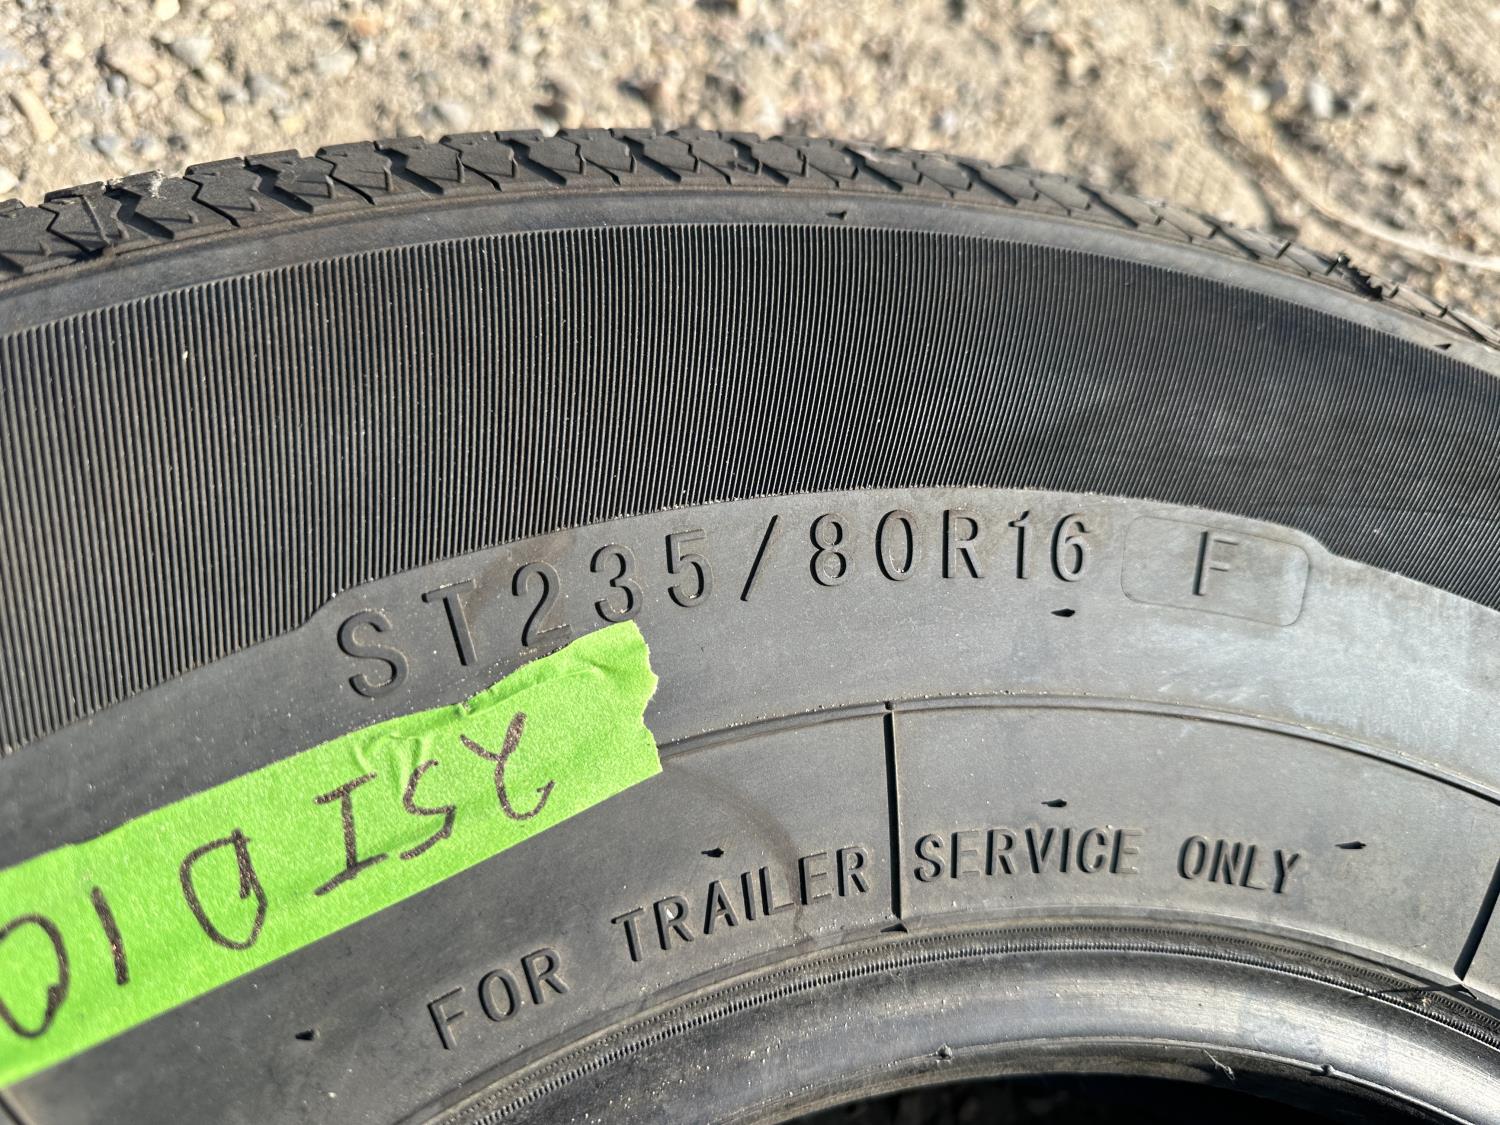 ST235/80R16 F
FOR TRAILER SERVICE ONLY